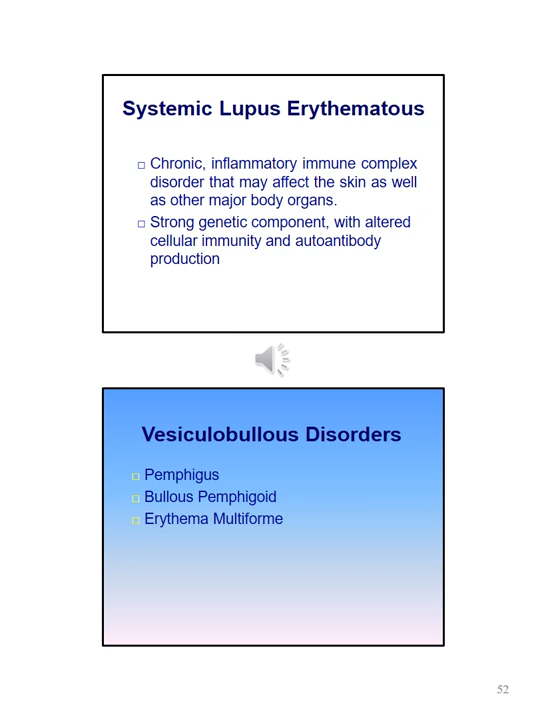 Systemic Lupus Erythematous
Chronic, inflammatory immune complex
disorder that may affect the skin as well
as other major body organs.
Strong genetic component, with altered
cellular immunity and autoantibody
production
Vesiculobullous Disorders
Pemphigus
Bullous Pemphigoid
Erythema Multiforme
52